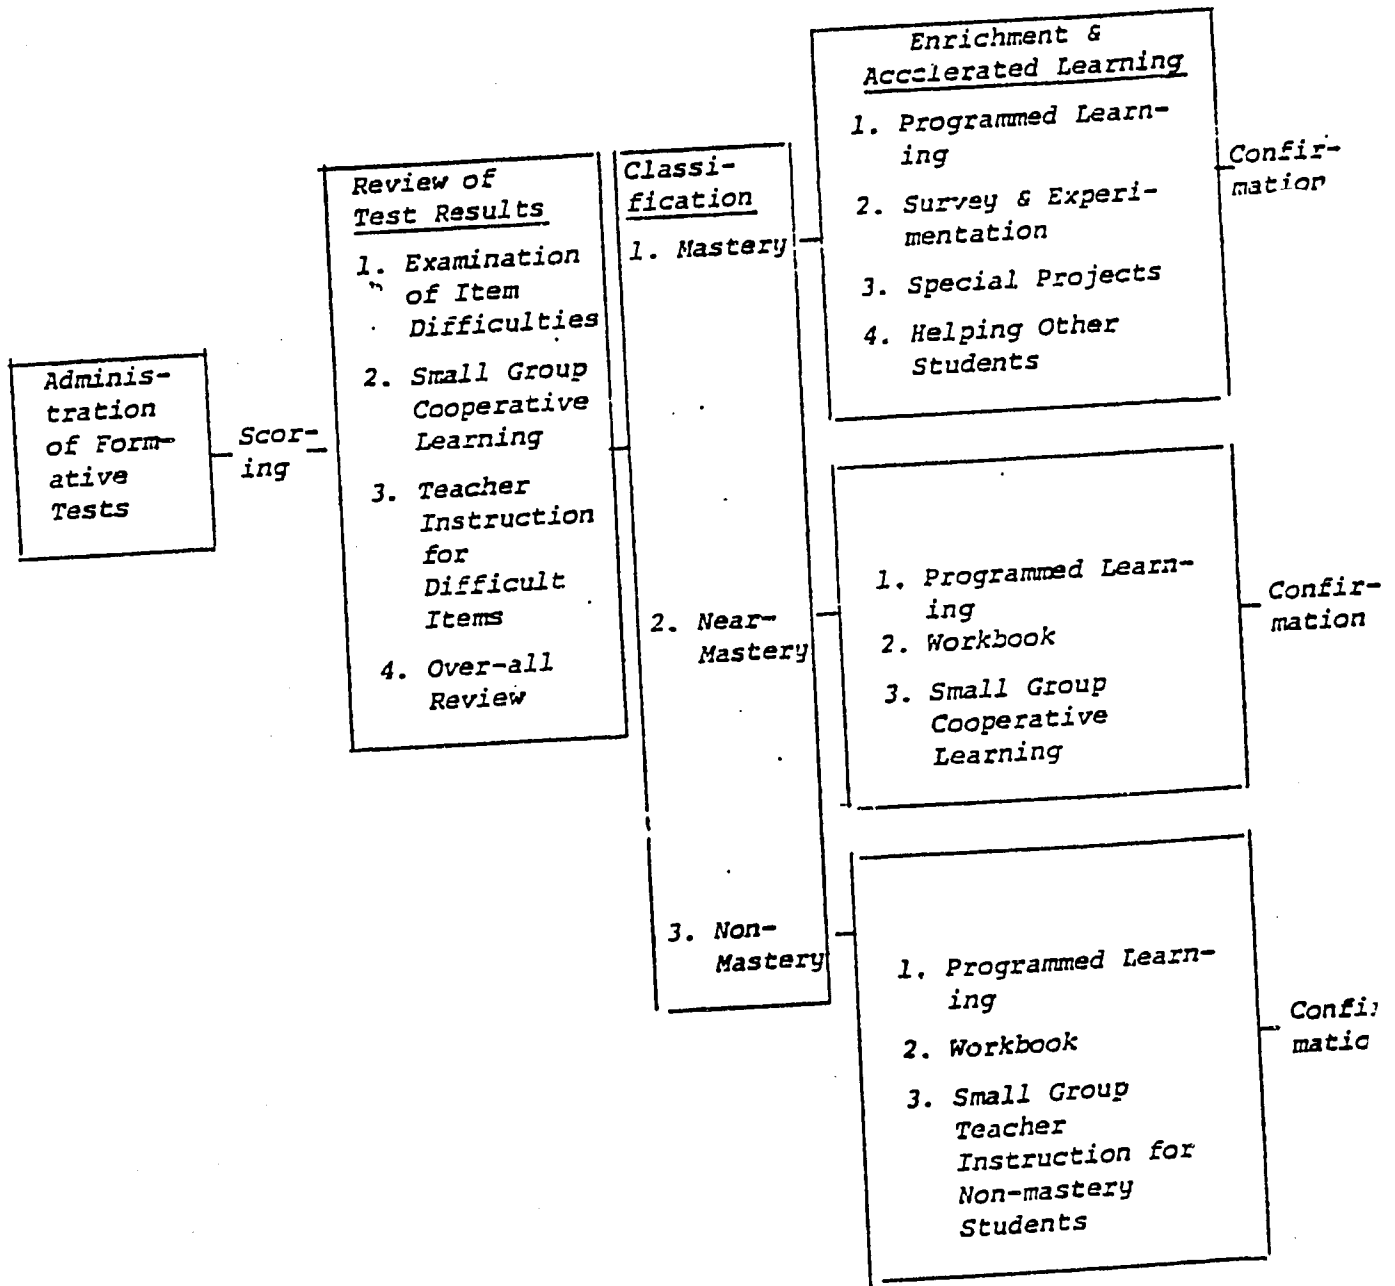 Adminis-
tration
of Form-
ative
Tests
Scor-
ing
Review of
Test Results
1. Examination
of Item
Difficulties
2. Small Group
Cooperative
Learning
3. Teacher
Instruction
for
Difficult
Items
4. Over-all
Review
Classi-
fication
1. Mastery
2. Near-
Mastery
3. Non-
Mastery
Enrichment &
Accelerated Learning
1. Programmed Learn-
ing
2. Survey & Experi-
mentation
3. Special Projects
4. Helping Other
Students
Confir-
mation
1. Programmed Learn-
ing
2. Workbook
3. Small Group
Cooperative
Learning
Confir-
mation
1. Programmed Learn-
ing
2. Workbook
3. Small Group
Teacher
Instruction for
Non-mastery
Students
Confi
matio